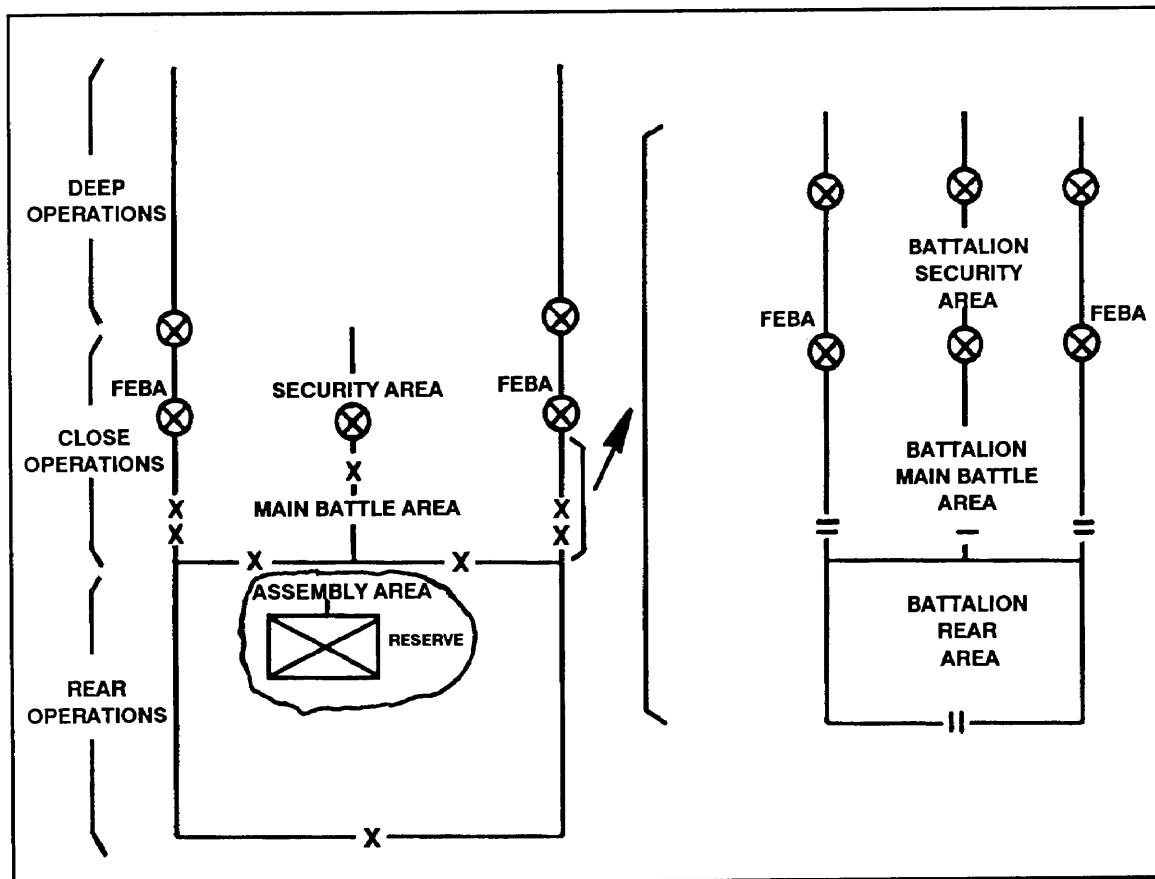 DEEP
OPERATIONS
FEBA
SECURITY AREA
FEBA
CLOSE
OPERATIONS
X
X
X
MAIN BATTLE AREA
X
X
X
X
ASSEMBLY AREA
RESERVE
REAR
OPERATIONS
X
BATTALION
SECURITY
AREA
FEBA
FEBA
BATTALION
MAIN BATTLE
AREA
BATTALION
REAR
AREA